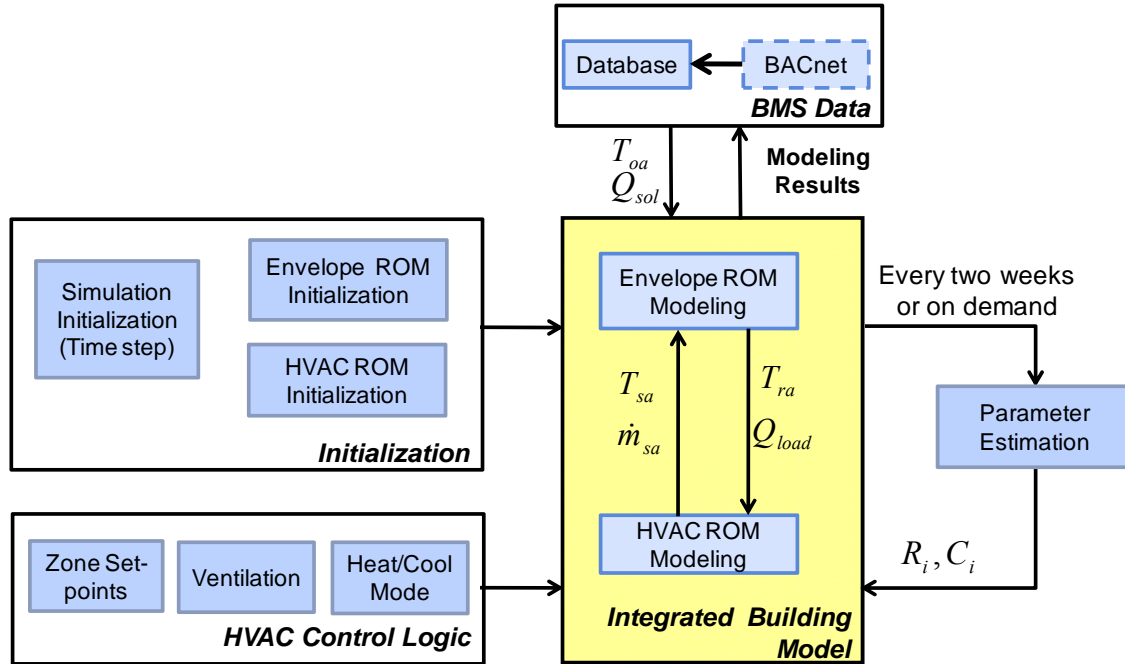 Database
BACnet
BMS Data
T_oa
Q_sol
Modeling
Results
Simulation
Initialization
(Time step)
Envelope ROM
Initialization
HVAC ROM
Initialization
Initialization
Envelope ROM
Modeling
T_sa
ṁ_sa
T_ra
Q_load
HVAC ROM
Modeling
Integrated Building
Model
Every two weeks
or on demand
Parameter
Estimation
R_i, C_i
Zone Set-
points
Ventilation
Heat/Cool
Mode
HVAC Control Logic